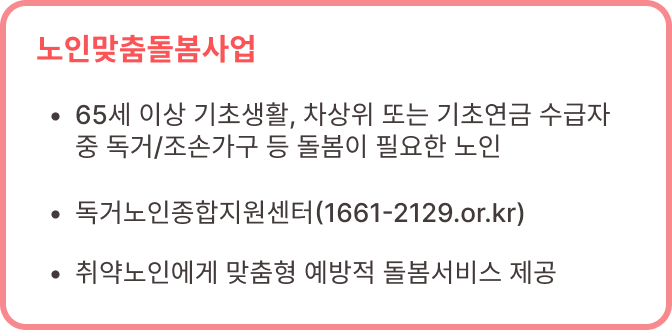 노인맞춤돌봄사업
• 65세 이상 기초생활, 차상위 또는 기초연금 수급자
중 독거/조손가구 등 돌봄이 필요한 노인
• 독거노인종합지원센터(1661-2129.or.kr)
• 취약노인에게 맞춤형 예방적 돌봄서비스 제공